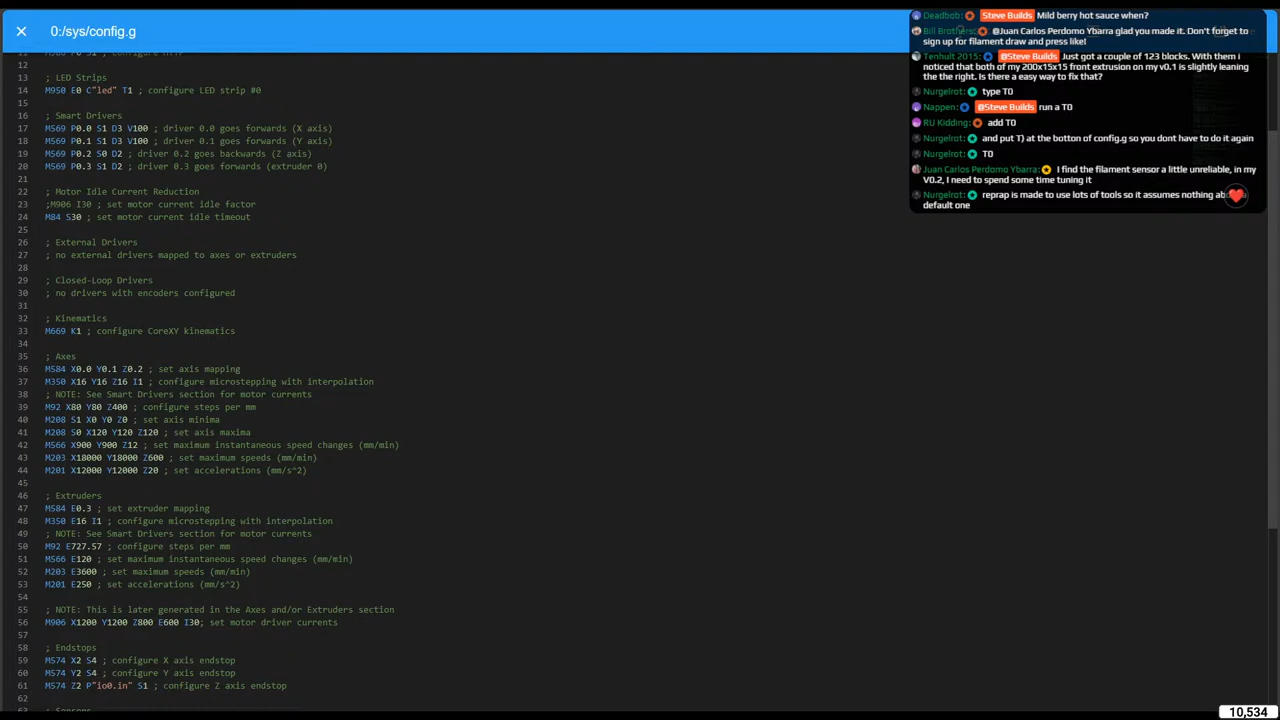 0:/sys/config.g
12
13 ; LED Strips
14 M950 E0 C"led" T1 ; configure LED strip #0
15
16 ; Smart Drivers
17 M569 P0.0 S1 D3 V100 ; driver 0.0 goes forwards (X axis)
18 M569 P0.1 S1 D3 V100 ; driver 0.1 goes forwards (Y axis)
19 M569 P0.2 S0 D2 ; driver 0.2 goes backwards (Z axis)
20 M569 P0.3 S1 D2 ; driver 0.3 goes forwards (extruder 0)
21
22 ; Motor Idle Current Reduction
23 ;M906 I30 ; set motor current idle factor
24 M84 S30 ; set motor current idle timeout
25
26 ; External Drivers
27 ; no external drivers mapped to axes or extruders
28
29 ; Closed-Loop Drivers
30 ; no drivers with encoders configured
31
32 ; Kinematics
33 M669 K1 ; configure CoreXY kinematics
34
35 ; Axes
36 M584 X0.0 Y0.1 Z0.2 ; set axis mapping
37 M350 X16 Y16 Z16 I1 ; configure microstepping with interpolation
38 ; NOTE: See Smart Drivers section for motor currents
39 M92 X80 Y80 Z400 ; configure steps per mm
40 M208 S1 X0 Y0 Z0 ; set axis minima
41 M208 S0 X120 Y120 Z120 ; set axis maxima
42 M566 X900 Y900 Z12 ; set maximum instantaneous speed changes (mm/min)
43 M203 X18000 Y18000 Z600 ; set maximum speeds (mm/min)
44 M201 X12000 Y12000 Z20 ; set accelerations (mm/s^2)
45
46 ; Extruders
47 M584 E0.3 ; set extruder mapping
48 M350 E16 I1 ; configure microstepping with interpolation
49 ; NOTE: See Smart Drivers section for motor currents
50 M92 E727.57 ; configure steps per mm
51 M566 E120 ; set maximum instantaneous speed changes (mm/min)
52 M203 E3600 ; set maximum speeds (mm/min)
53 M201 E250 ; set accelerations (mm/s^2)
54
55 ; NOTE: This is later generated in the Axes and/or Extruders section
56 M906 X1200 Y1200 Z800 E600 I30; set motor driver currents
57
58 ; Endstops
59 M574 X2 S4 ; configure X axis endstop
60 M574 Y2 S4 ; configure Y axis endstop
61 M574 Z2 P"io0.in" S1 ; configure Z axis endstop
62
Deadbob: @Steve Builds Mild berry hot sauce when?
Bill Brothers: @Juan Carlos Perdomo Ybarra glad you made it. Don't forget to
sign up for filament draw and press like!
Tenhult 2015: @Steve Builds Just got a couple of 123 blocks. With them i
noticed that both of my 200x15x15 front extrusion on my v0.1 is slightly leaning
the the right. Is there a easy way to fix that?
Nurgelrot: type T0
Nappen: @Steve Builds run a T0
RU Kidding: add T0
Nurgelrot: and put T) at the botton of config.g so you dont have to do it again
Nurgelrot: T0
Juan Carlos Perdomo Ybarra: I find the filament sensor a little unreliable, in my
V0.2, I need to spend some time tuning it
Nurgelrot: reprap is made to use lots of tools so it assumes nothing
default one
10,534